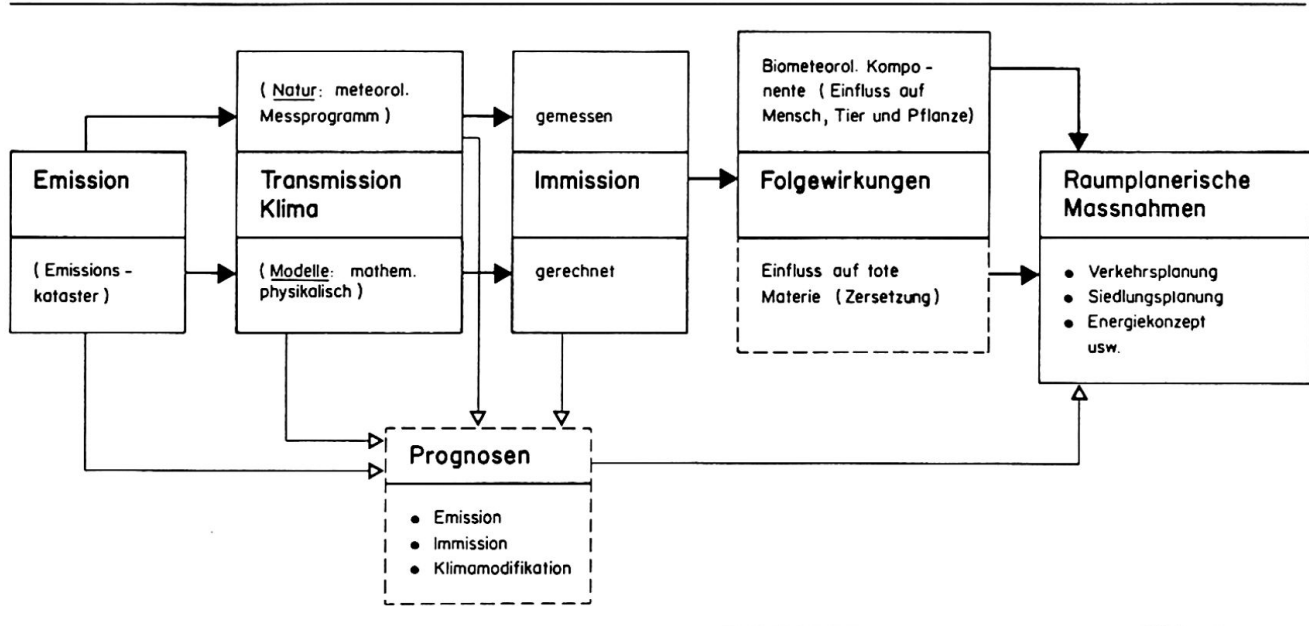 Emission
( Emissions -
kataster )
( Natur: meteorol.
Messprogramm )
Transmission
Klima
( Modelle: mathem.
physikalisch )
gemessen
Immission
gerechnet
Biometeorol. Kompo -
nente ( Einfluss auf
Mensch, Tier und Pflanze)
Folgewirkungen
Einfluss auf tote
Materie ( Zersetzung )
Raumplanerische
Massnahmen
• Verkehrsplanung
• Siedlungsplanung
• Energiekonzept
usw.
Prognosen
• Emission
• Immission
• Klimamodifikation